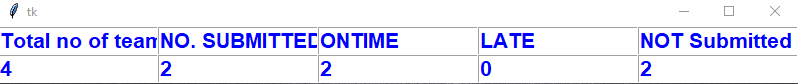 tk
Total no of team NO. SUBMITTED ONTIME LATE NOT Submitted
4 2 2 0 2